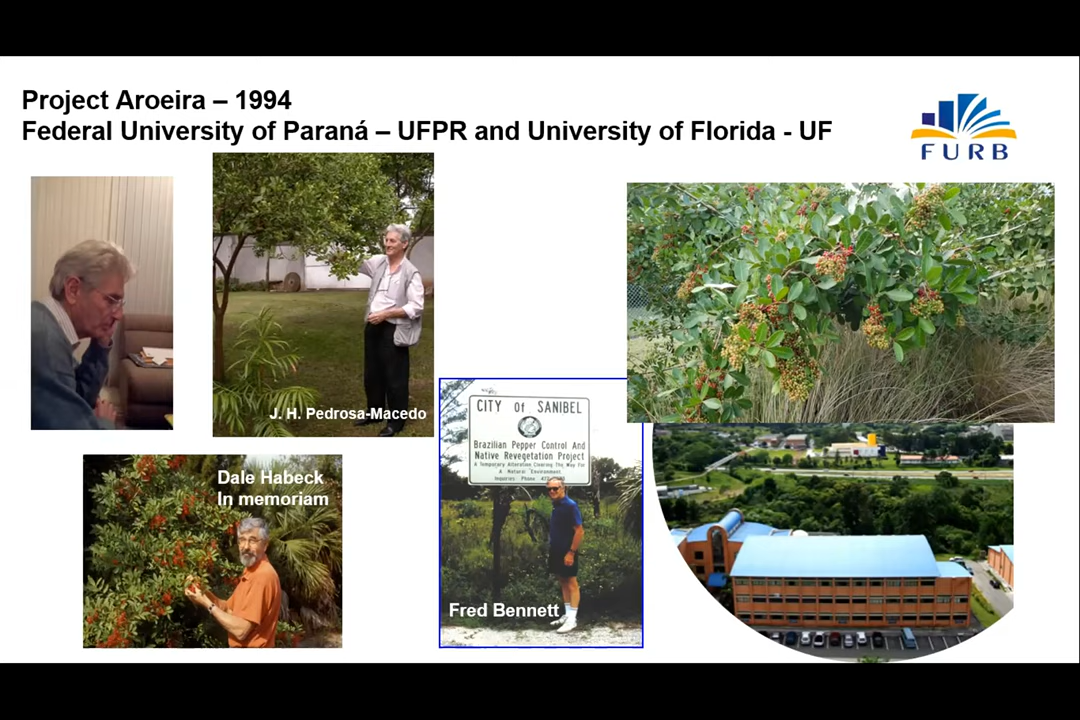 Project Aroeira – 1994
Federal University of Paraná – UFPR and University of Florida - UF
FURB
J. H. Pedrosa-Macedo
CITY of SANIBEL
Brazilian Pepper Control And
Native Revegetation Project
A Temporary Alteration Clearing The Way For
A Natural Environment
Inquiries Phone
Dale Habeck
In memoriam
Fred Bennett